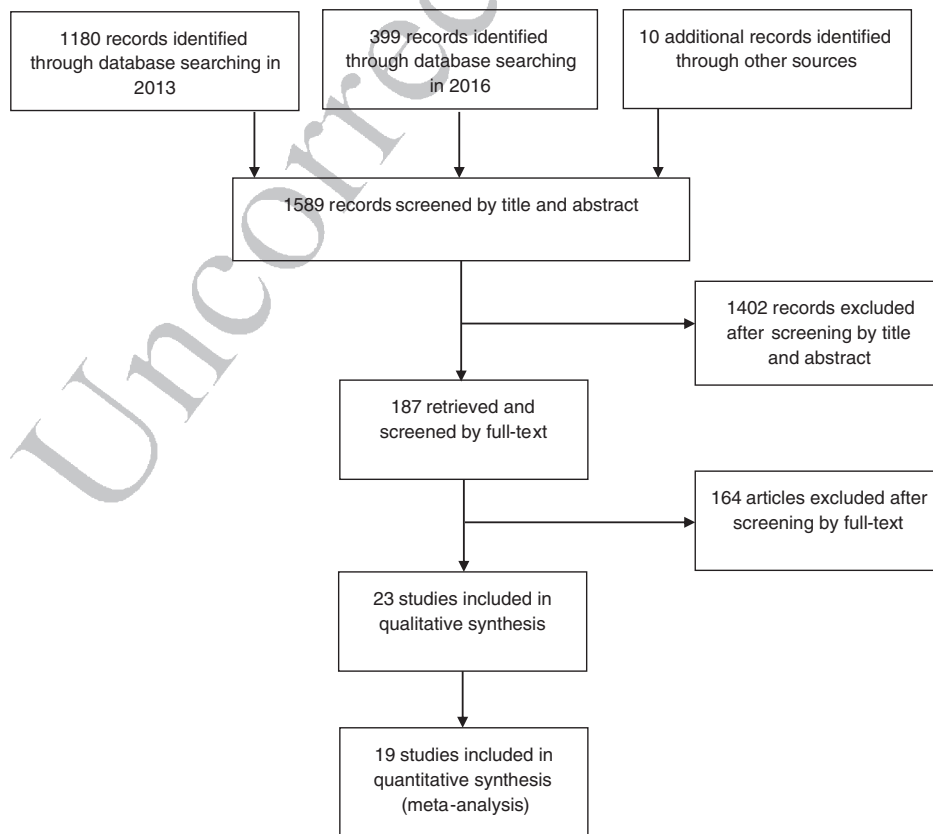 1180 records identified
through database searching in
2013
399 records identified
through database searching
in 2016
10 additional records identified
through other sources
1589 records screened by title and abstract
1402 records excluded
after screening by title
and abstract
187 retrieved and
screened by full-text
164 articles excluded after
screening by full-text
23 studies included in
qualitative synthesis
19 studies included in
quantitative synthesis
(meta-analysis)
Uncorrec